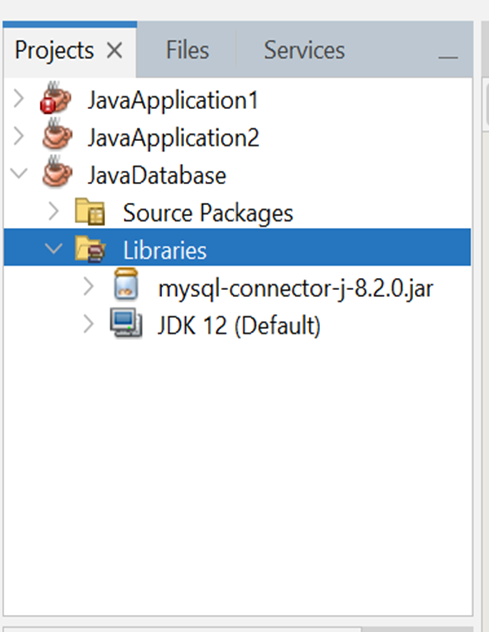 Projects Files Services
JavaApplication1
JavaApplication2
JavaDatabase
Source Packages
Libraries
mysql-connector-j-8.2.0.jar
JDK 12 (Default)